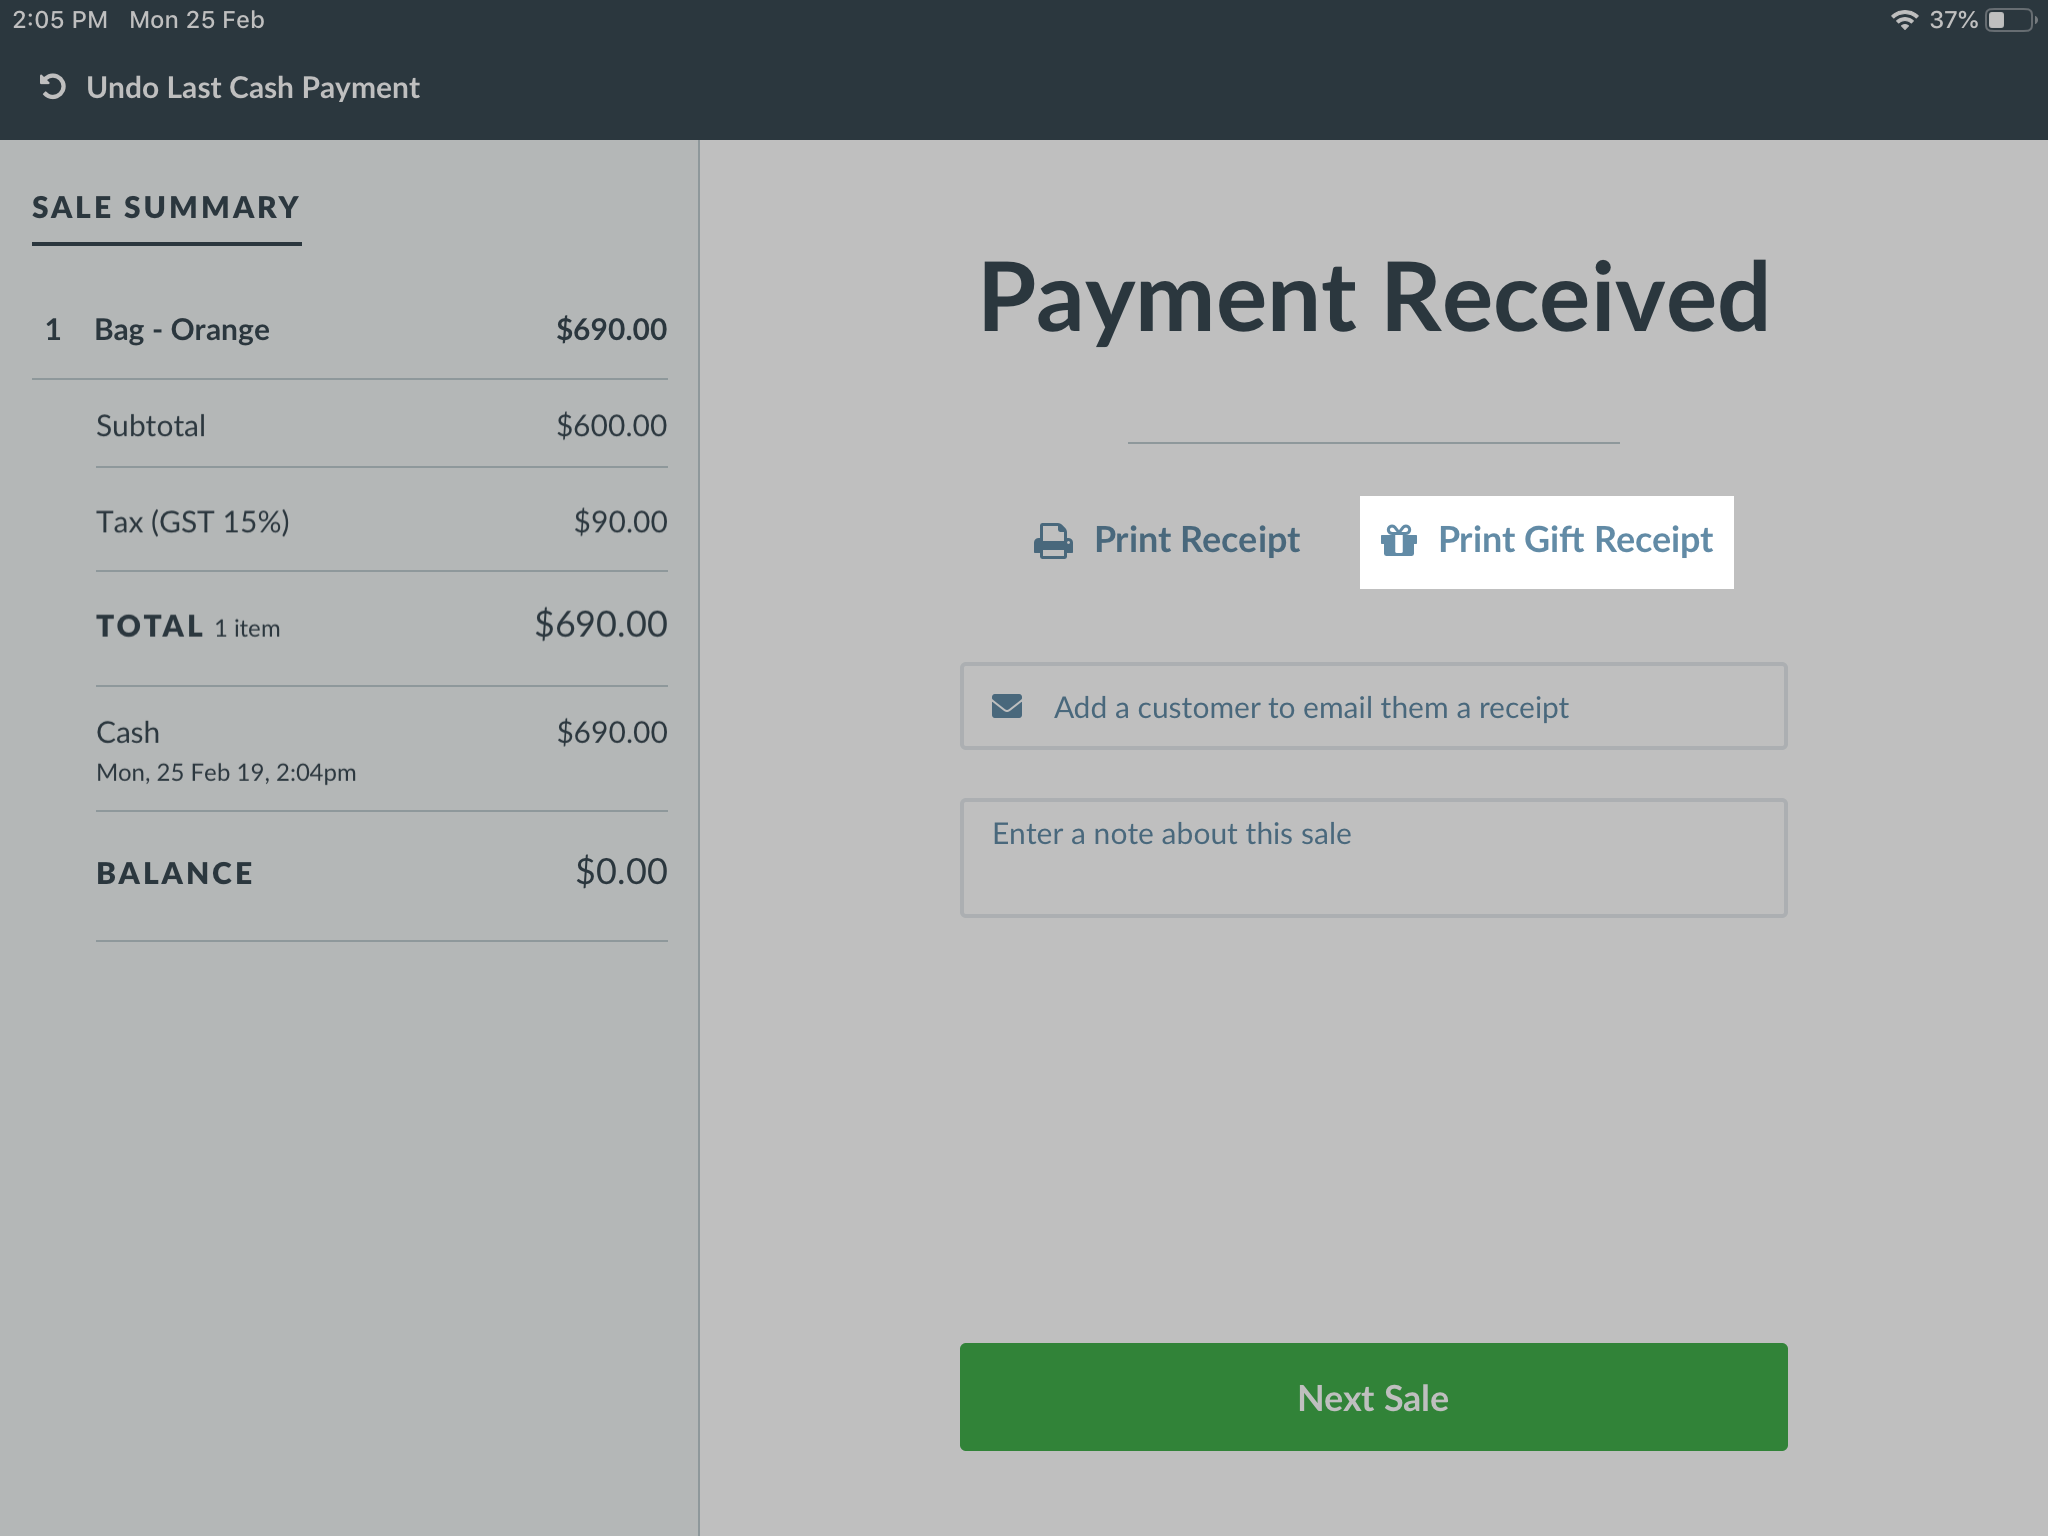 2:05 PM Mon 25 Feb 37%
Undo Last Cash Payment
SALE SUMMARY
1 Bag - Orange $690.00
Subtotal $600.00
Tax (GST 15%) $90.00
TOTAL 1 item $690.00
Cash $690.00
Mon, 25 Feb 19, 2:04pm
BALANCE $0.00
Payment Received
Print Receipt Print Gift Receipt
Add a customer to email them a receipt
Enter a note about this sale
Next Sale